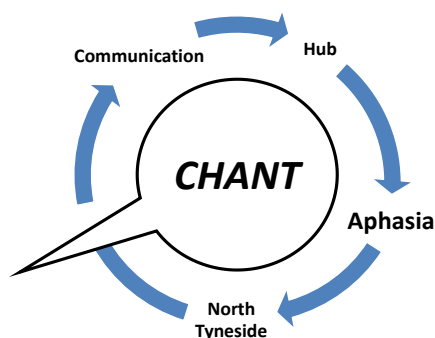 Communication
Hub
CHANT
Aphasia
North
Tyneside